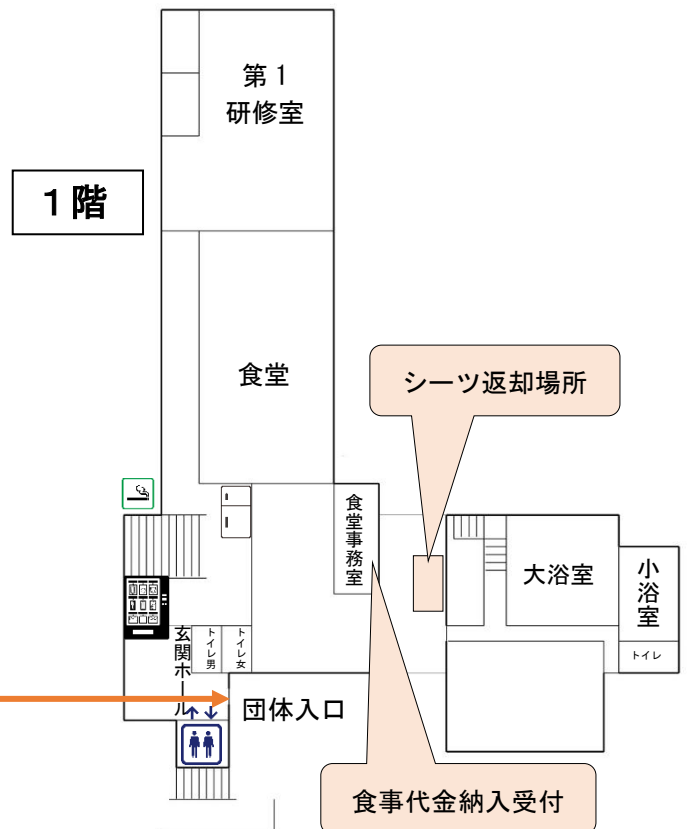 第１
研修室
１階
食堂
シーツ返却場所
食堂事務室
大浴室
小浴室
トイレ
玄関ホール
トイレ男
トイレ女
団体入口
食事代金納入受付